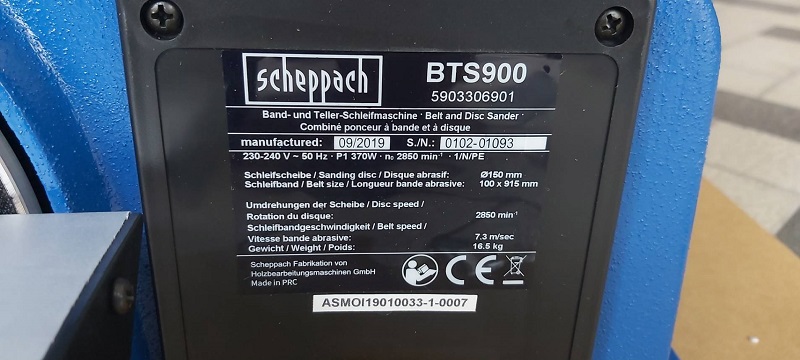 scheppach
BTS900
5903306901
Band- und Teller-Schleifmaschine · Belt and Disc Sander ·
Combiné ponceur à bande et à disque
manufactured: 09/2019 S./N.: 0102-01093
230-240 V ~ 50 Hz · P1 370W · n₀ 2850 min⁻¹ · 1/N/PE
Schleifscheibe / Sanding disc / Disque abrasif: Ø150 mm
Schleifband / Belt size / Longueur bande abrasive: 100 x 915 mm
Umdrehungen der Scheibe / Disc speed /
Rotation du disque: 2850 min⁻¹
Schleifbandgeschwindigkeit / Belt speed /
Vitesse bande abrasive: 7.3 m/sec
Gewicht / Weight / Poids: 16.5 kg
Scheppach Fabrikation von
Holzbearbeitungsmaschinen GmbH
Made in PRC
CE
ASMOI19010033-1-0007